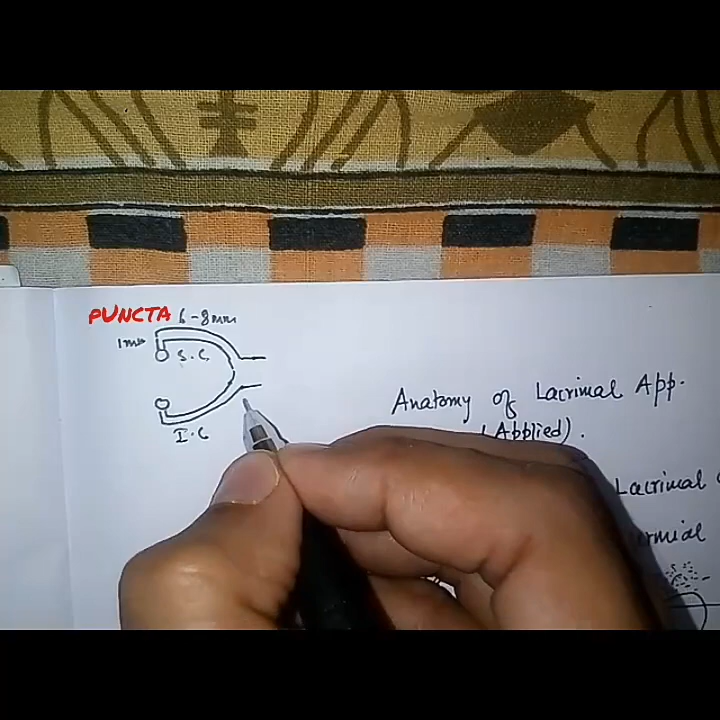 PUNCTA 6-8mm
1mm
S.C.
I.C
Anatomy of Lacrimal App.
(Applied).
Lacrimal